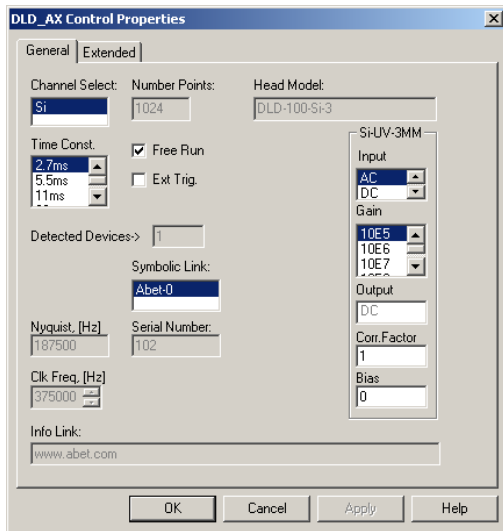 DLD_AX Control Properties
General
Extended
Channel Select:
Number Points:
Head Model:
Si
1024
DLD-100-Si-3
Si-UV-3MM
Time Const.
Free Run
Input
2.7ms
5.5ms
11ms
Ext Trig.
AC
DC
Gain
Detected Devices->
1
10E5
10E6
10E7
Symbolic Link:
Abet-0
Output
DC
Nyquist, [Hz]
Serial Number:
187500
102
Corr.Factor
1
Clk Freq, [Hz]
Bias
375000
0
Info Link:
www.abet.com
OK
Cancel
Apply
Help